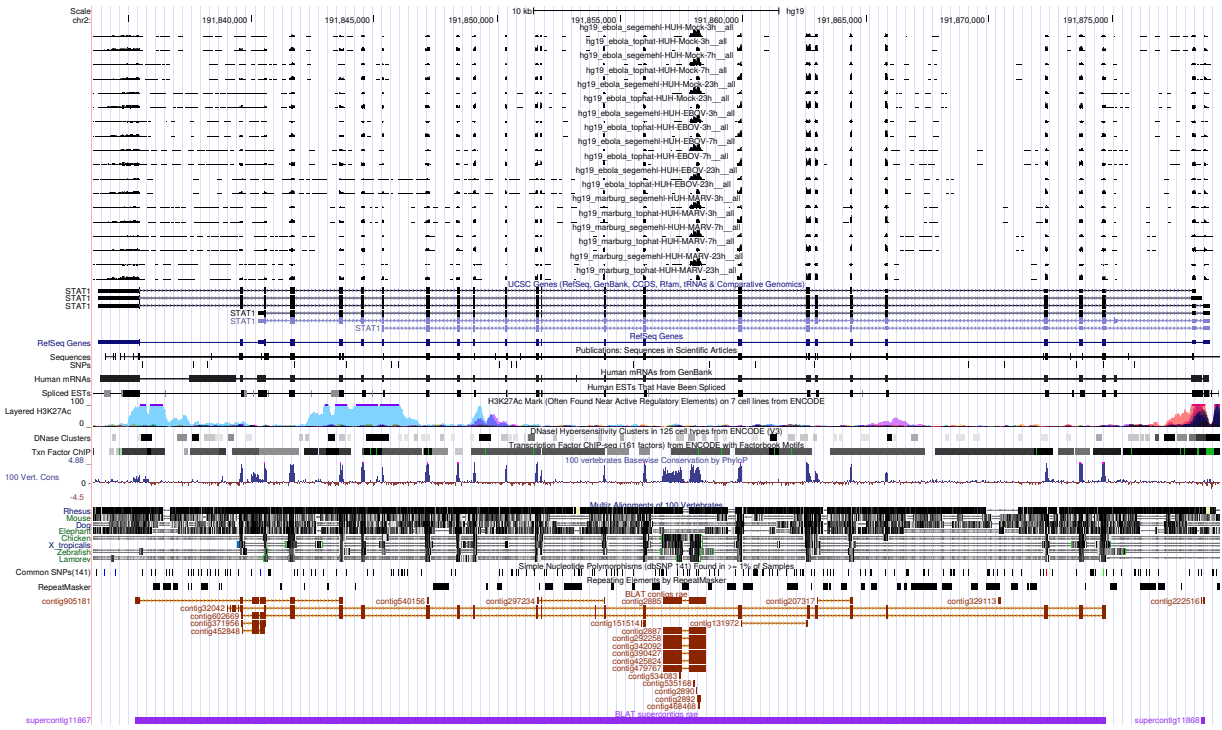 Scale 10 kb hg19
chr2: 191,840,000 191,845,000 191,850,000 191,855,000 191,860,000 191,865,000 191,870,000 191,875,000
hg19_ebola_segemehl-HUH-Mock-3h__all
hg19_ebola_tophat-HUH-Mock-3h__all
hg19_ebola_segemehl-HUH-Mock-7h__all
hg19_ebola_tophat-HUH-Mock-7h__all
hg19_ebola_segemehl-HUH-Mock-23h__all
hg19_ebola_tophat-HUH-Mock-23h__all
hg19_ebola_segemehl-HUH-EBOV-3h__all
hg19_ebola_tophat-HUH-EBOV-3h__all
hg19_ebola_segemehl-HUH-EBOV-7h__all
hg19_ebola_tophat-HUH-EBOV-7h__all
hg19_ebola_segemehl-HUH-EBOV-23h__all
hg19_ebola_tophat-HUH-EBOV-23h__all
hg19_marburg_segemehl-HUH-MARV-3h__all
hg19_marburg_tophat-HUH-MARV-3h__all
hg19_marburg_segemehl-HUH-MARV-7h__all
hg19_marburg_tophat-HUH-MARV-7h__all
hg19_marburg_segemehl-HUH-MARV-23h__all
hg19_marburg_tophat-HUH-MARV-23h__all
UCSC Genes (RefSeq, GenBank, CCDS, Rfam, tRNAs & Comparative Genomics)
STAT1
STAT1
STAT1
STAT1
STAT1
STAT1
RefSeq Genes
RefSeq Genes
Publications: Sequences in Scientific Articles
Sequences
SNPs
Human mRNAs from GenBank
Human mRNAs
Human ESTs That Have Been Spliced
Spliced ESTs
100 H3K27Ac Mark (Often Found Near Active Regulatory Elements) on 7 cell lines from ENCODE
Layered H3K27Ac
0
DNaseI Hypersensitivity Clusters in 125 cell types from ENCODE (V3)
DNase Clusters
Transcription Factor ChIP-seq (161 factors) from ENCODE with Factorbook Motifs
Txn Factor ChIP
4.88 100 vertebrates Basewise Conservation by PhyloP
100 Vert. Cons
0
-4.5
Multiz Alignments of 100 Vertebrates
Rhesus
Mouse
Dog
Elephant
Chicken
X_tropicalis
Zebrafish
Lamprey
Simple Nucleotide Polymorphisms (dbSNP 141) Found in >= 1% of Samples
Common SNPs(141)
Repeating Elements by RepeatMasker
RepeatMasker
BLAT contigs rae
contig905181 contig540156 contig297234 contig2885 contig207317 contig329113 contig222516
contig32042
contig602669
contig371956 contig151514 contig131972
contig452848 contig2887
contig292258
contig342092
contig390427
contig425824
contig479767
contig534083
contig535168
contig2890
contig2892
contig468468
BLAT supercontigs rae
supercontig11867 supercontig11868